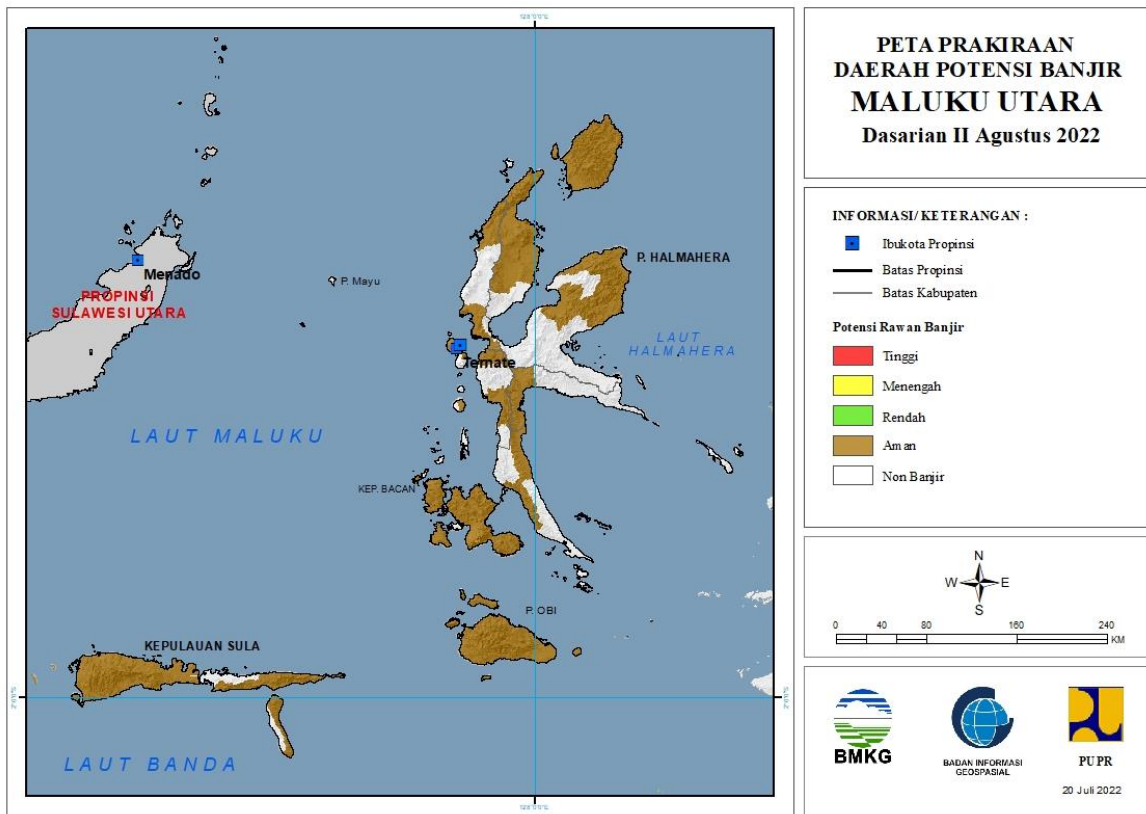 PETA PRAKIRAAN
DAERAH POTENSI BANJIR
MALUKU UTARA
Dasarian II Agustus 2022
INFORMASI/ KETERANGAN :
Ibukota Propinsi
Batas Propinsi
Batas Kabupaten
Potensi Rawan Banjir
Tinggi
Menengah
Rendah
Aman
Non Banjir
N
W E
S
0 40 80 160 240
KM
BMKG
BADAN INFORMASI
GEOSPASIAL
PUPR
20 Juli 2022
Menado
PROPINSI
SULAWESI UTARA
P. Mayu
P. HALMAHERA
LAUT
HALMAHERA
Ternate
LAUT MALUKU
KEP. BACAN
P. OBI
KEPULAUAN SULA
LAUT BANDA